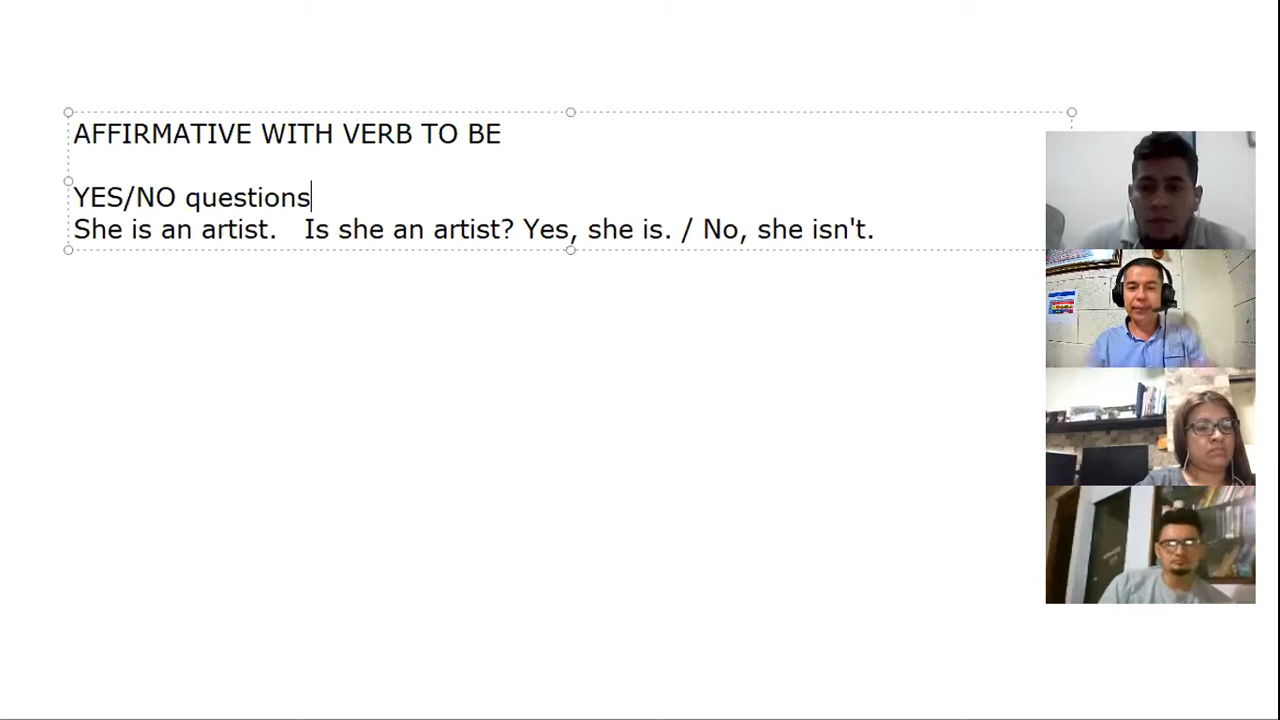 AFFIRMATIVE WITH VERB TO BE
YES/NO questions
She is an artist. Is she an artist? Yes, she is. / No, she isn't.